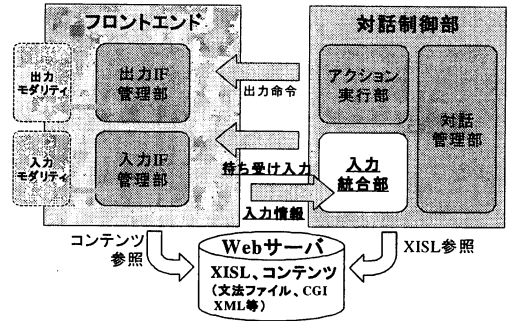 フロントエンド
出力
モダリティ
出力IF
管理部
入力
モダリティ
入力IF
管理部
出力命令
待ち受け入力
入力情報
対話制御部
アクション
実行部
対話
管理部
入力
統合部
コンテンツ
参照
XISL参照
Webサーバ
XISL、コンテンツ
(文法ファイル、CGI
XML等)